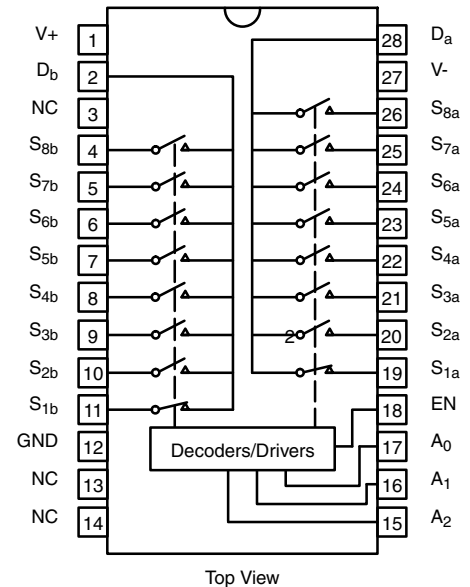 V+ 1 28 Da
Db 2 27 V-
NC 3 26 S8a
S8b 4 25 S7a
S7b 5 24 S6a
S6b 6 23 S5a
S5b 7 22 S4a
S4b 8 21 S3a
S3b 9 2 20 S2a
S2b 10 19 S1a
S1b 11 18 EN
GND 12 Decoders/Drivers 17 A0
NC 13 16 A1
NC 14 15 A2
Top View